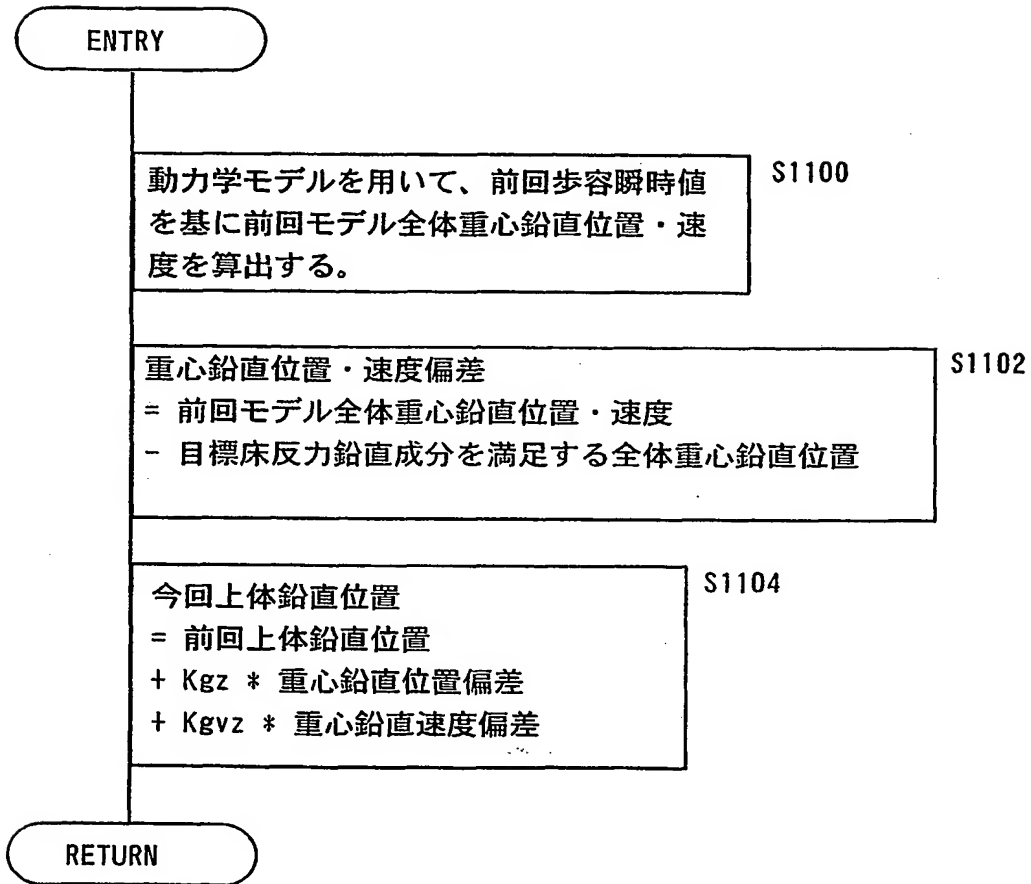 ENTRY
動力学モデルを用いて、前回歩容瞬時値
を基に前回モデル全体重心鉛直位置・速
度を算出する。
S1100
重心鉛直位置・速度偏差
= 前回モデル全体重心鉛直位置・速度
- 目標床反力鉛直成分を満足する全体重心鉛直位置
S1102
今回上体鉛直位置
= 前回上体鉛直位置
+ Kgz * 重心鉛直位置偏差
+ Kgvz * 重心鉛直速度偏差
S1104
RETURN